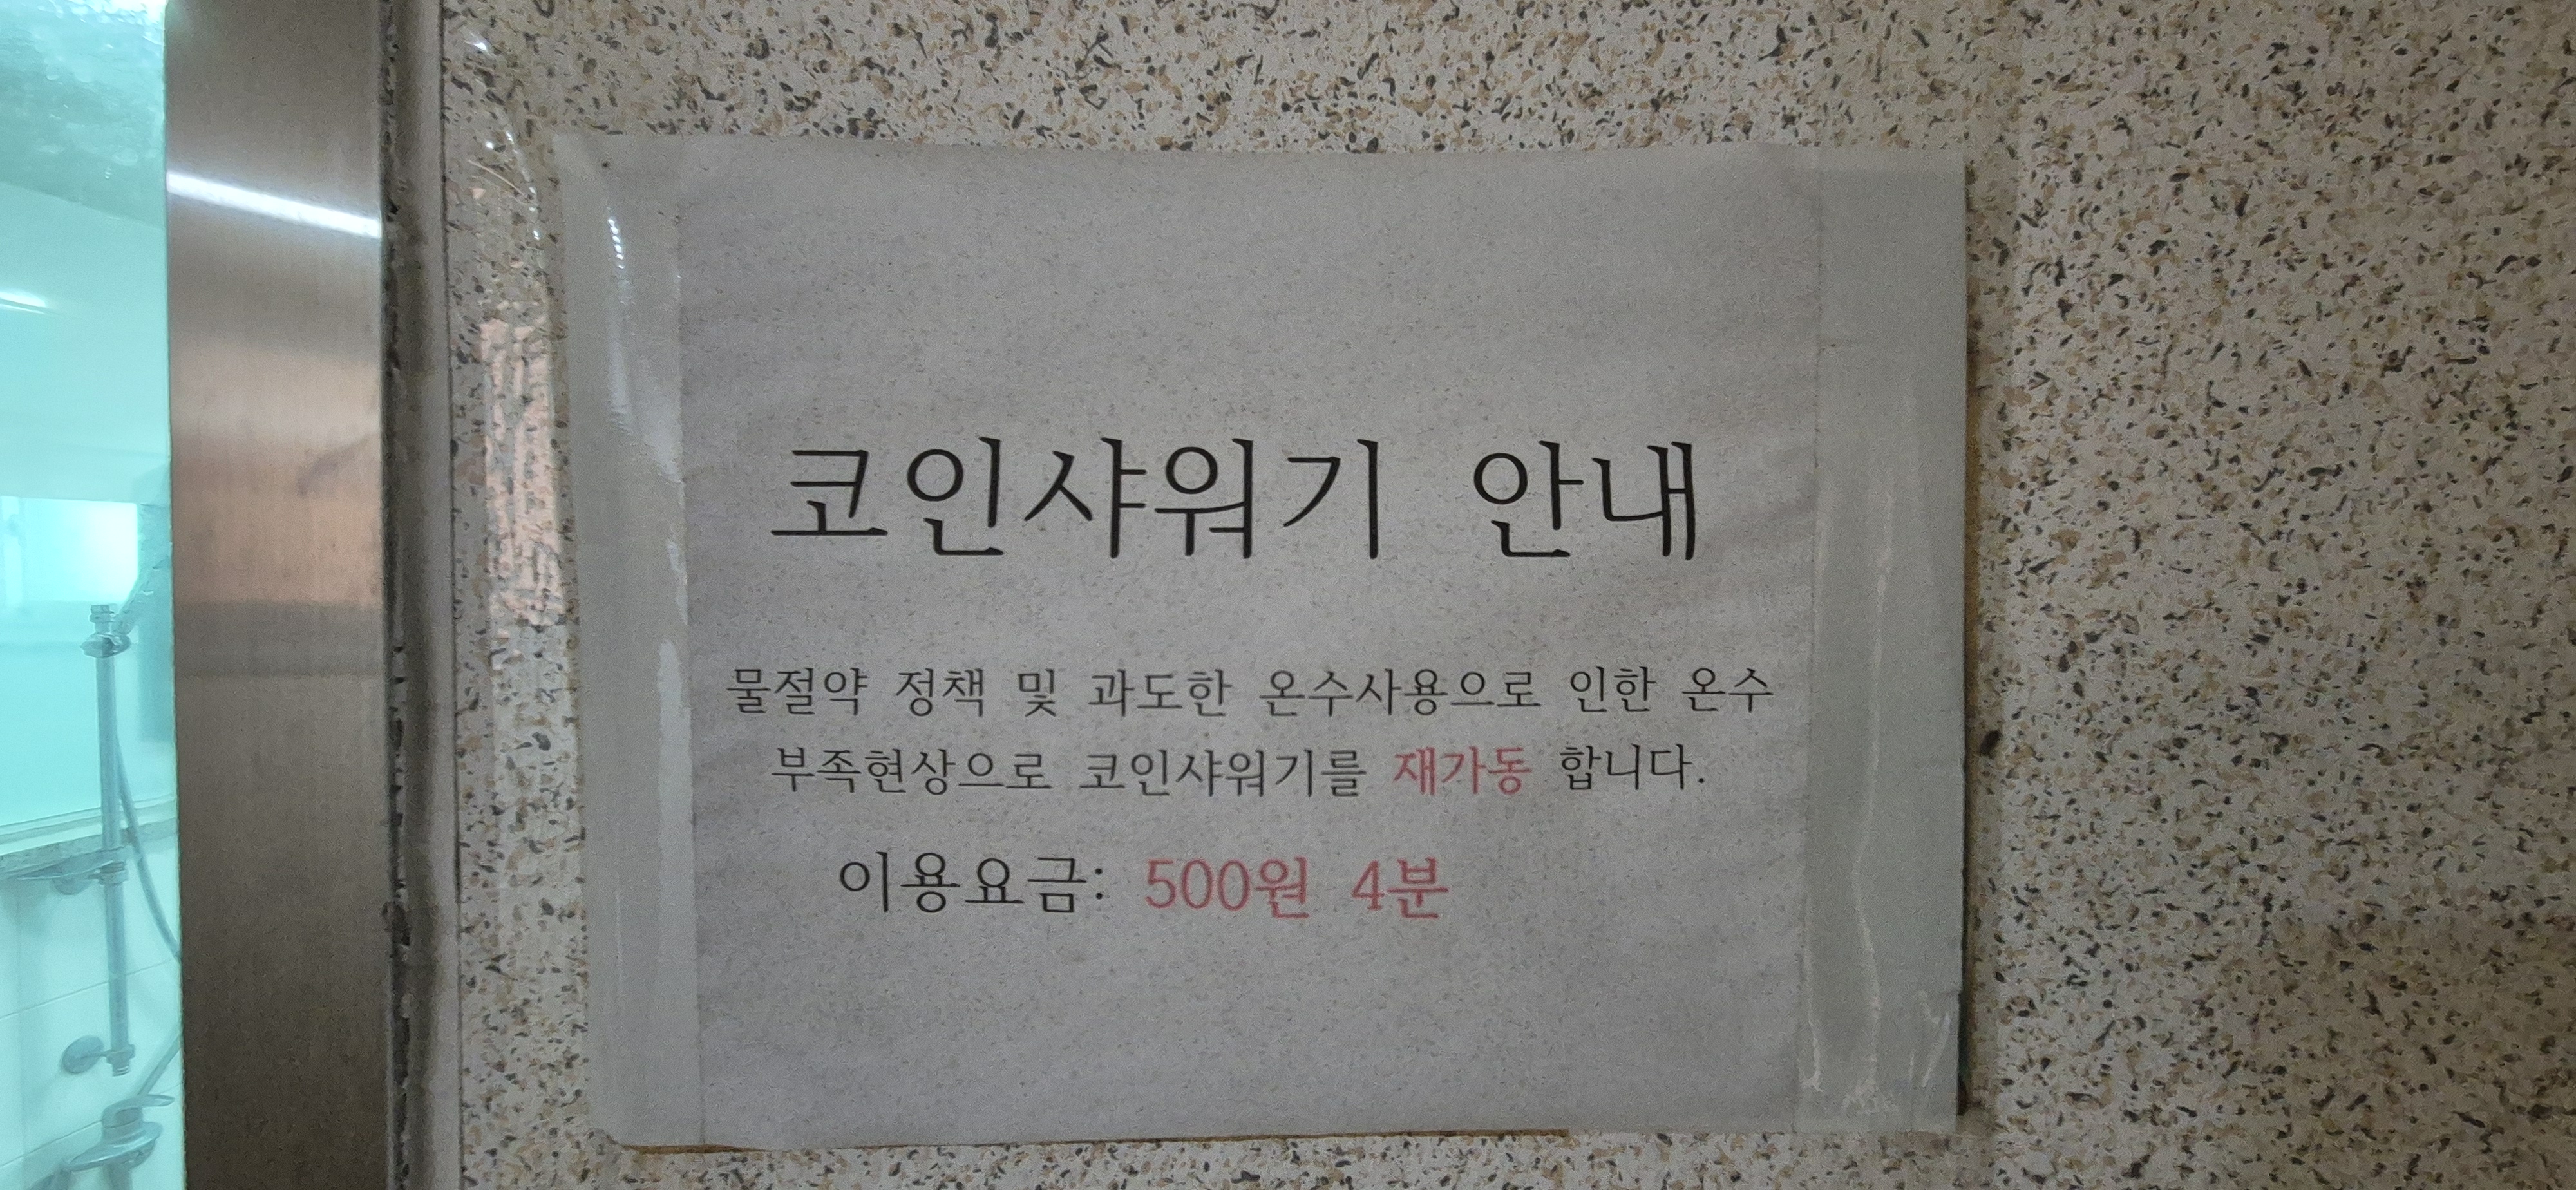 코인샤워기 안내
물절약 정책 및 과도한 온수사용으로 인한 온수
부족현상으로 코인샤워기를 재가동 합니다.
이용요금: 500원 4분